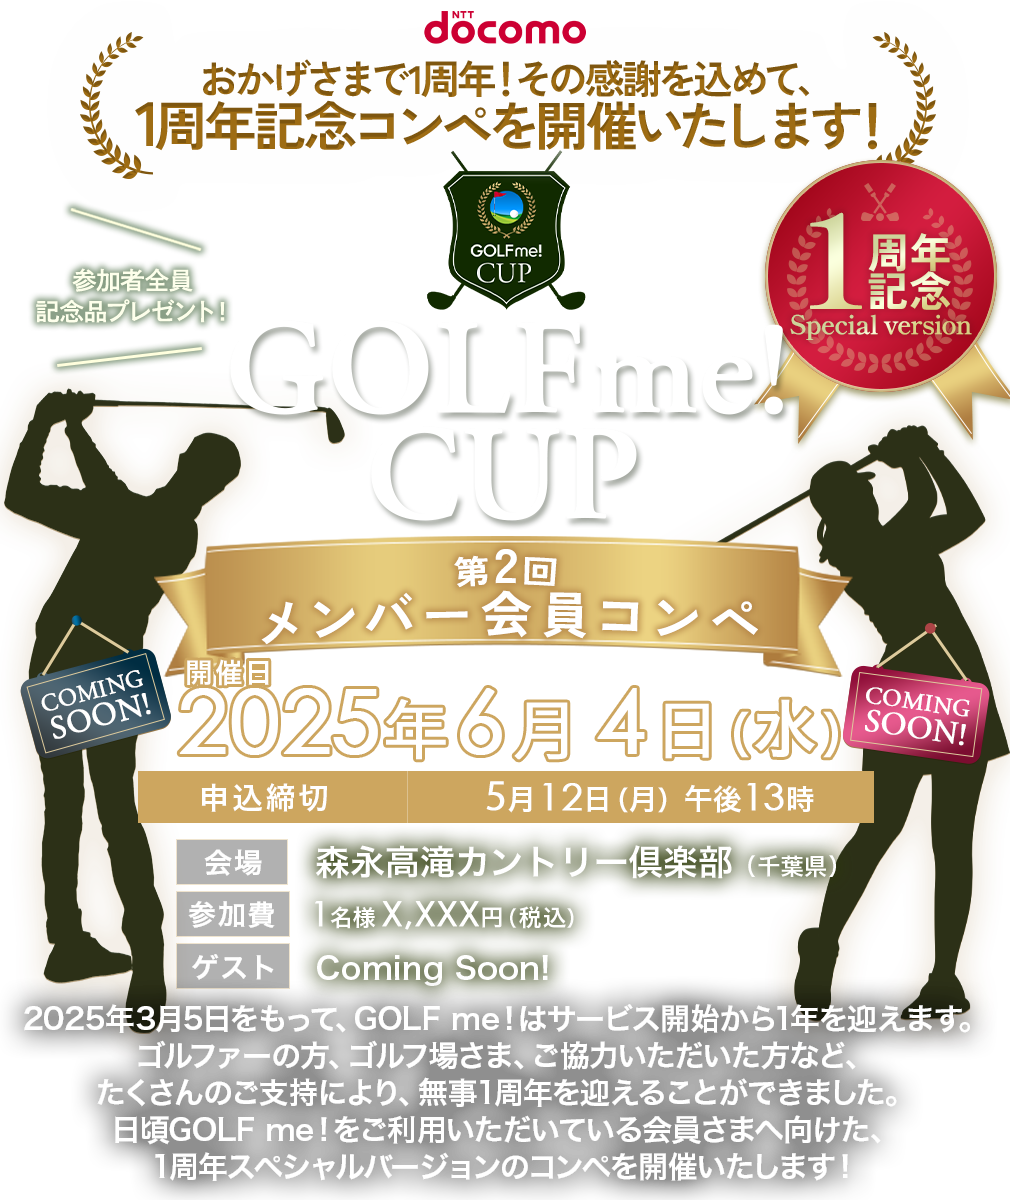 NTT
docomo
おかげさまで1周年！その感謝を込めて、
1周年記念コンペを開催いたします！
GOLFme!
CUP
1周年
記念
Special version
参加者全員
記念品プレゼント！
GOLFme!
CUP
第2回
メンバー会員コンペ
COMING
SOON!
COMING
SOON!
開催日
2025年6月4日(水)
申込締切 5月12日(月) 午後13時
会場 森永高滝カントリー倶楽部（千葉県）
参加費 1名様 X,XXX円（税込）
ゲスト Coming Soon!
2025年3月5日をもって、GOLF me！はサービス開始から1年を迎えます。
ゴルファーの方、ゴルフ場さま、ご協力いただいた方など、
たくさんのご支持により、無事1周年を迎えることができました。
日頃GOLF me！をご利用いただいている会員さまへ向けた、
1周年スペシャルバージョンのコンペを開催いたします！